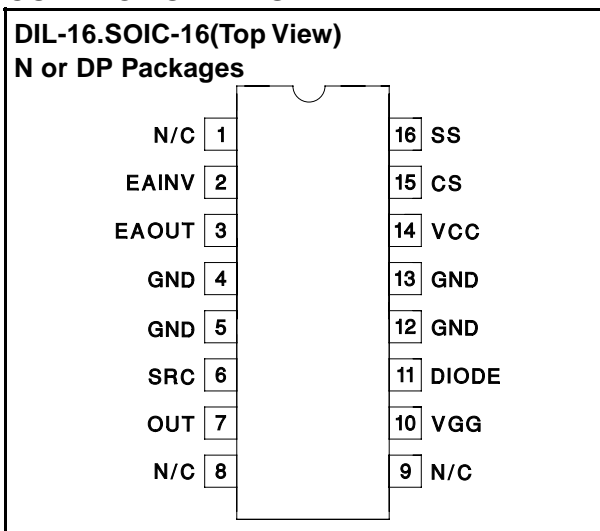 DIL-16.SOIC-16(Top View)
N or DP Packages
N/C 1 16 SS
EAINV 2 15 CS
EAOUT 3 14 VCC
GND 4 13 GND
GND 5 12 GND
SRC 6 11 DIODE
OUT 7 10 VGG
N/C 8 9 N/C